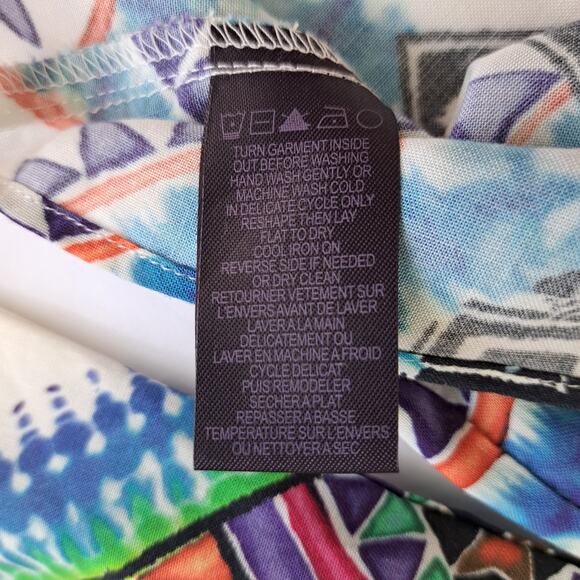 TURN GARMENT INSIDE
OUT BEFORE WASHING
HAND WASH GENTLY OR
MACHINE WASH COLD
IN DELICATE CYCLE ONLY
RESHAPE THEN LAY
FLAT TO DRY
COOL IRON ON
REVERSE SIDE IF NEEDED
OR DRY CLEAN
RETOURNER VETEMENT SUR
L'ENVERS AVANT DE LAVER
LAVER A LA MAIN
DELICATEMENT OU
LAVER EN MACHINE A FROID
CYCLE DELICAT
PUIS REMODELER
SECHER A PLAT
REPASSER A BASSE
TEMPERATURE SUR L'ENVERS
OU NETTOYER A SEC